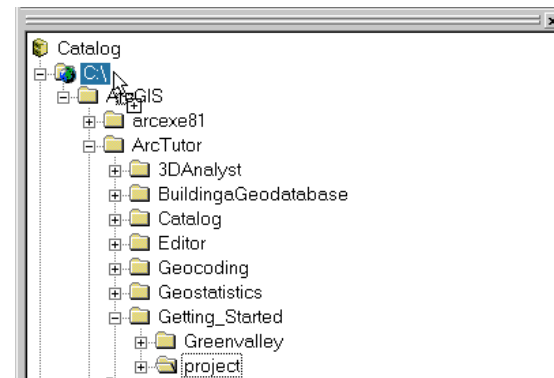 Catalog
C:\
ArcGIS
arcexe81
ArcTutor
3DAnalyst
BuildingaGeodatabase
Catalog
Editor
Geocoding
Geostatistics
Getting_Started
Greenvalley
project